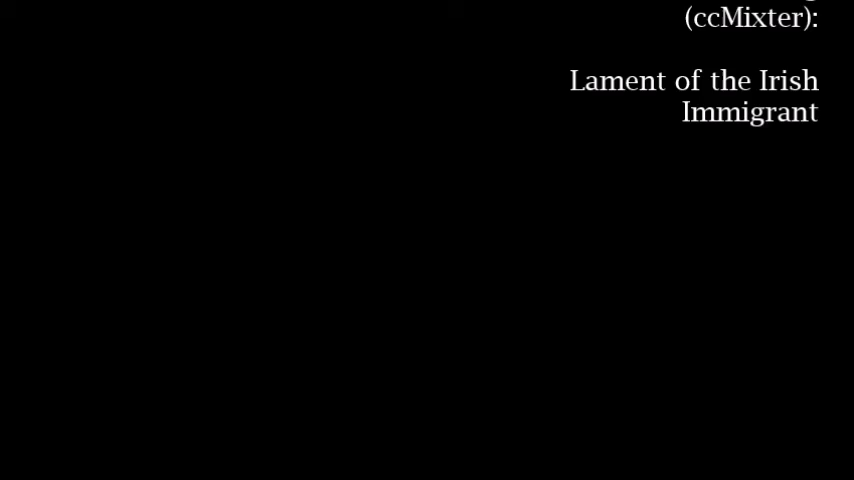 (ccMixter):
Lament of the Irish
Immigrant